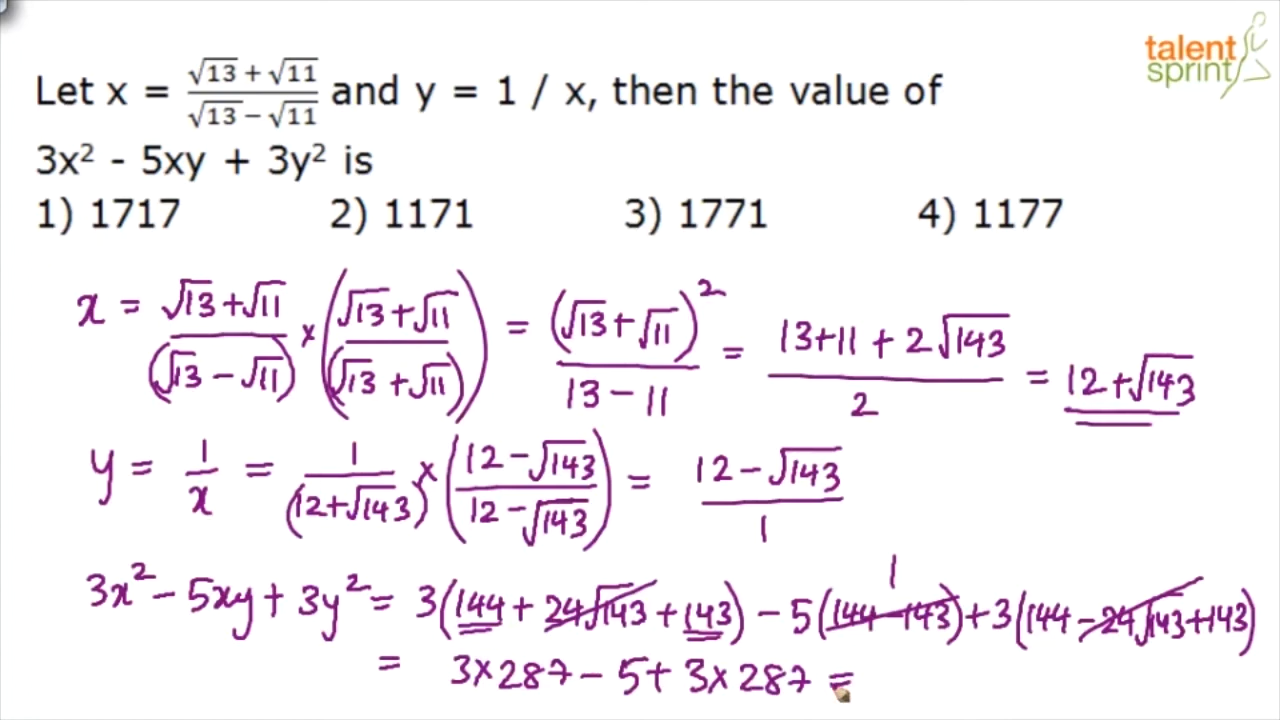 talent
sprint
Let x = (√13 + √11)/(√13 − √11) and y = 1 / x, then the value of
3x² - 5xy + 3y² is
1) 1717 2) 1171 3) 1771 4) 1177
x = (√13+√11)/(√13 − √11) × ((√13+√11)/(√13 +√11)) = (√13+√11)²/(13−11) = (13+11 + 2√143)/2 = 12+√143
y = 1/x = 1/(12+√143) × ((12−√143)/(12−√143)) = (12−√143)/1
3x² − 5xy + 3y² = 3(144 + 24√143 + 143) − 5(144 − 143) 1 + 3(144 − 24√143 + 143)
= 3×287 − 5 + 3×287 =